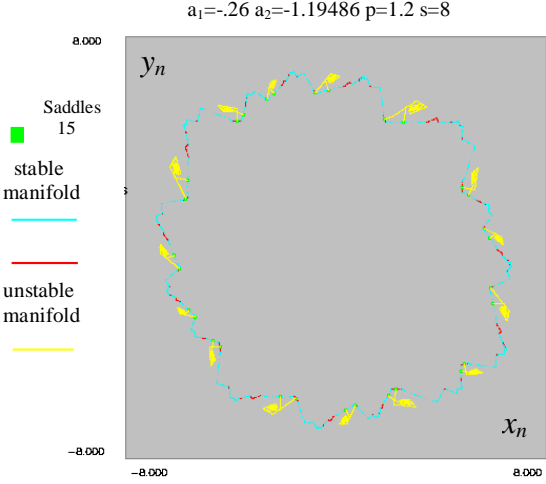 a₁=-.26 a₂=-1.19486 p=1.2 s=8
8.000
yₙ
Saddles
15
stable
manifold
s
unstable
manifold
xₙ
-8.000
-8.000
8.000